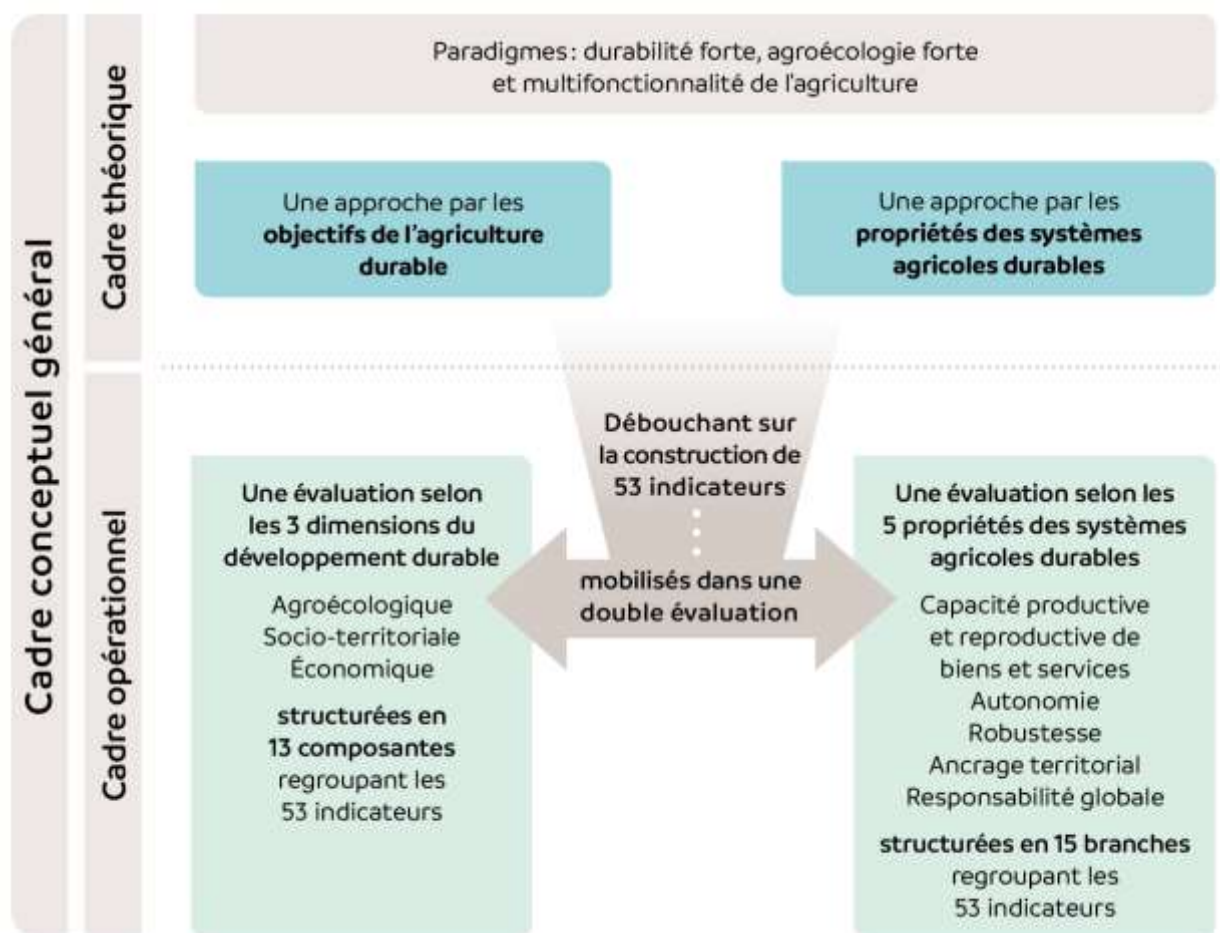 Cadre conceptuel général
Cadre théorique
Paradigmes : durabilité forte, agroécologie forte
et multifonctionnalité de l'agriculture
Une approche par les
objectifs de l'agriculture
durable
Une approche par les
propriétés des systèmes
agricoles durables
Cadre opérationnel
Débouchant sur
la construction de
53 indicateurs
mobilisés dans une
double évaluation
Une évaluation selon
les 3 dimensions du
développement durable
Agroécologique
Socio-territoriale
Économique
structurées en
13 composantes
regroupant les
53 indicateurs
Une évaluation selon les
5 propriétés des systèmes
agricoles durables
Capacité productive
et reproductive de
biens et services
Autonomie
Robustesse
Ancrage territorial
Responsabilité globale
structurées en 15 branches
regroupant les
53 indicateurs